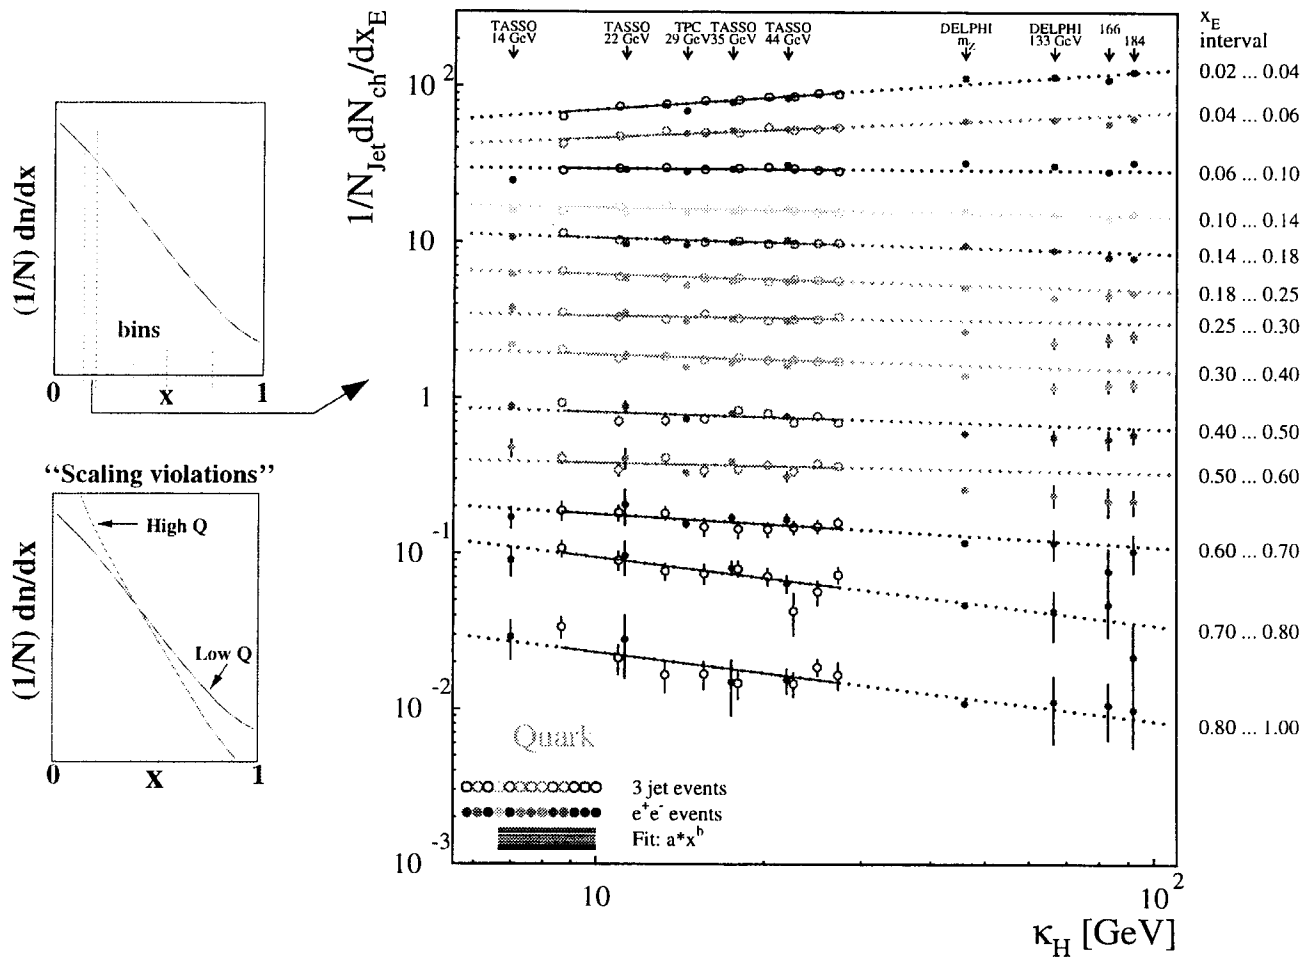 (1/N) dn/dx
bins
0 x 1
"Scaling violations"
High Q
Low Q
(1/N) dn/dx
0 x 1
1/N_Jet dN_ch/dx_E
TASSO 14 GeV
TASSO 22 GeV
TPC 29 GeV
TASSO 35 GeV
TASSO 44 GeV
DELPHI m_Z
DELPHI 133 GeV
166
184
x_E interval
10^2
10
1
10^-1
10^-2
10^-3
0.02 ... 0.04
0.04 ... 0.06
0.06 ... 0.10
0.10 ... 0.14
0.14 ... 0.18
0.18 ... 0.25
0.25 ... 0.30
0.30 ... 0.40
0.40 ... 0.50
0.50 ... 0.60
0.60 ... 0.70
0.70 ... 0.80
0.80 ... 1.00
Quark
3 jet events
e^+e^- events
Fit: a*x^b
10
10^2
κ_H [GeV]